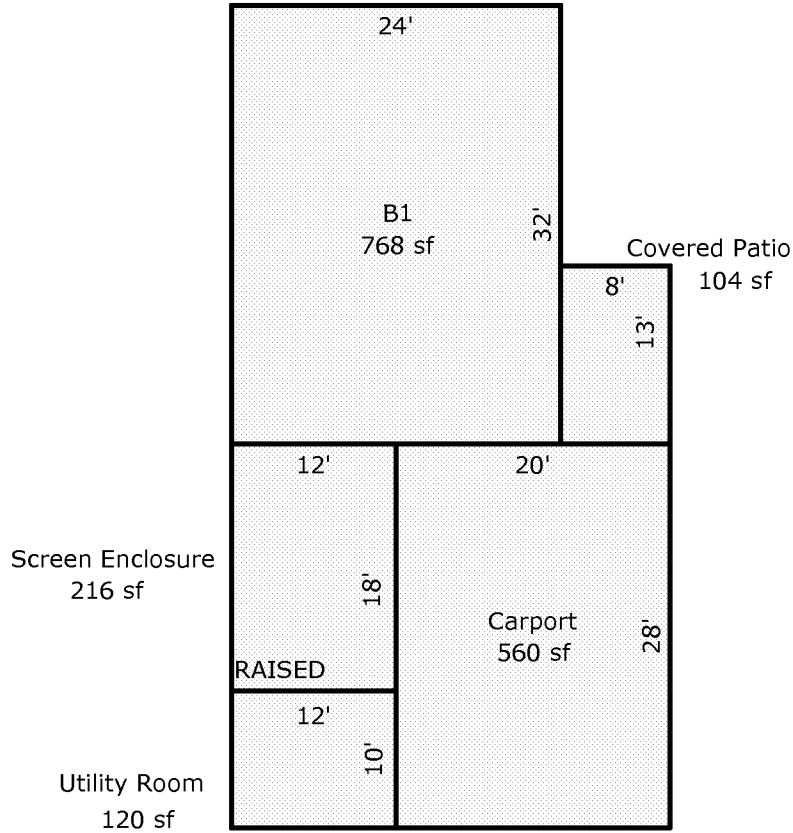 24'
B1
768 sf
32'
Covered Patio
104 sf
8'
13'
12'
20'
Screen Enclosure
216 sf
18'
Carport
560 sf
28'
RAISED
12'
10'
Utility Room
120 sf